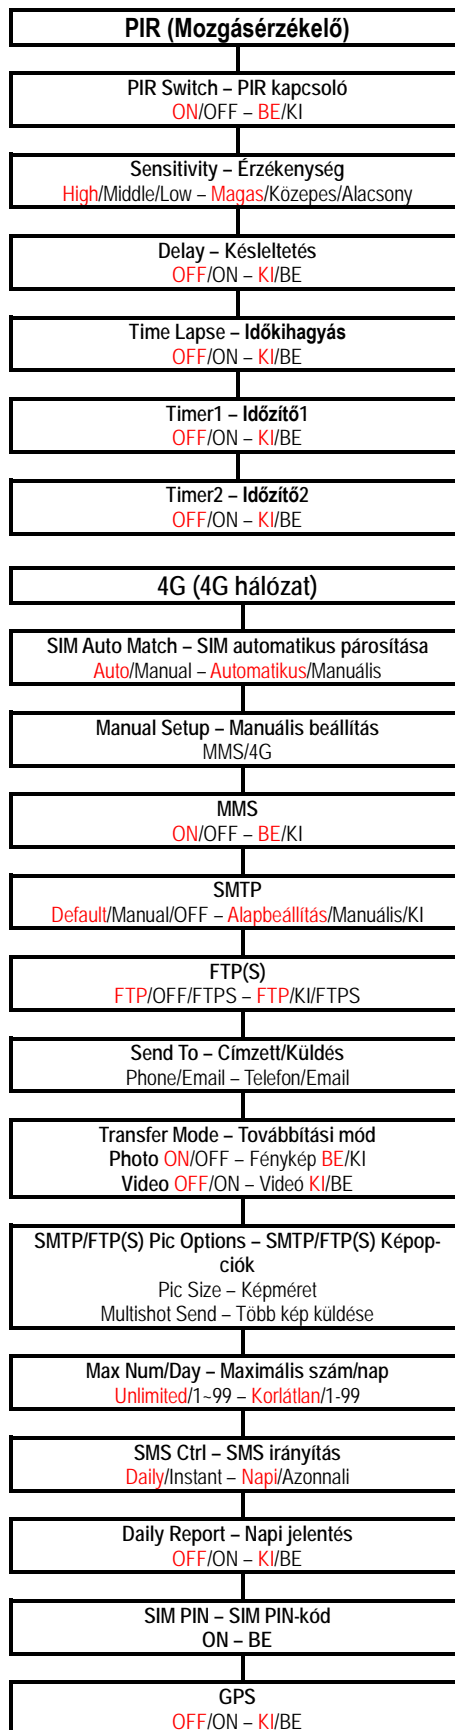 PIR (Mozgásérzékelő)
PIR Switch – PIR kapcsoló
ON/OFF – BE/KI
Sensitivity – Érzékenység
High/Middle/Low – Magas/Közepes/Alacsony
Delay – Késleltetés
OFF/ON – KI/BE
Time Lapse – Időkihagyás
OFF/ON – KI/BE
Timer1 – Időzítő1
OFF/ON – KI/BE
Timer2 – Időzítő2
OFF/ON – KI/BE
4G (4G hálózat)
SIM Auto Match – SIM automatikus párosítása
Auto/Manual – Automatikus/Manuális
Manual Setup – Manuális beállítás
MMS/4G
MMS
ON/OFF – BE/KI
SMTP
Default/Manual/OFF – Alapbeállítás/Manuális/KI
FTP(S)
FTP/OFF/FTPS – FTP/KI/FTPS
Send To – Címzett/Küldés
Phone/Email – Telefon/Email
Transfer Mode – Továbbítási mód
Photo ON/OFF – Fénykép BE/KI
Video OFF/ON – Videó KI/BE
SMTP/FTP(S) Pic Options – SMTP/FTP(S) Képop-
ciók
Pic Size – Képméret
Multishot Send – Több kép küldése
Max Num/Day – Maximális szám/nap
Unlimited/1~99 – Korlátlan/1-99
SMS Ctrl – SMS irányítás
Daily/Instant – Napi/Azonnali
Daily Report – Napi jelentés
OFF/ON – KI/BE
SIM PIN – SIM PIN-kód
ON – BE
GPS
OFF/ON – KI/BE